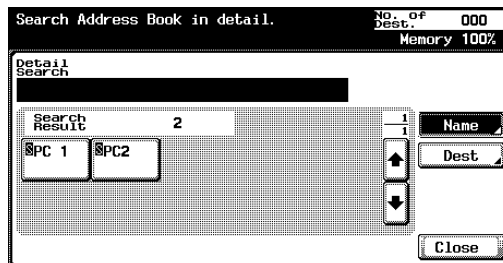 Search Address Book in detail.
No. of Dest. 000
Memory 100%
Detail Search
Search Result 2
1/1
SPC 1
SPC2
Name
Dest
Close